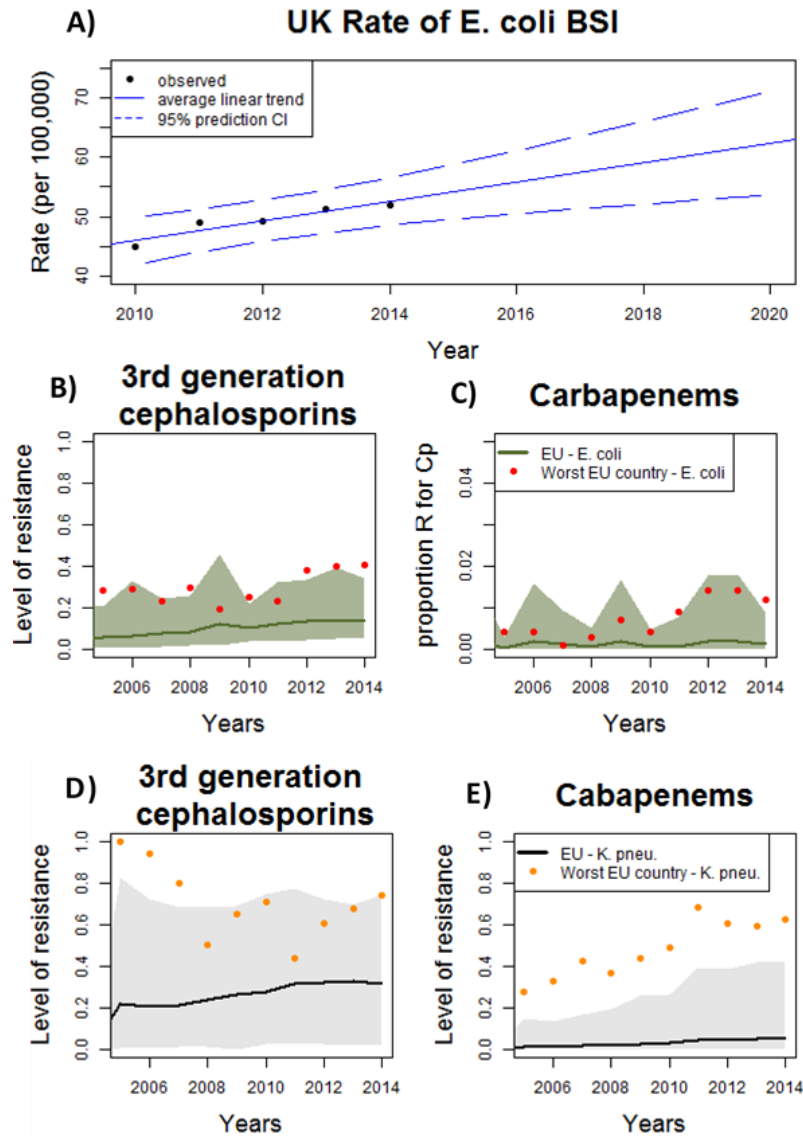 A) UK Rate of E. coli BSI
Rate (per 100,000)
40 50 60 70
observed
average linear trend
95% prediction CI
2010 2012 2014 2016 2018 2020
Year
B) 3rd generation
cephalosporins
Level of resistance
0.0 0.2 0.4 0.6 0.8 1.0
2006 2008 2010 2012 2014
Years
C) Carbapenems
proportion R for Cp
0.00 0.02 0.04
EU - E. coli
Worst EU country - E. coli
2006 2008 2010 2012 2014
Years
D) 3rd generation
cephalosporins
Level of resistance
0.0 0.2 0.4 0.6 0.8 1.0
2006 2008 2010 2012 2014
Years
E) Cabapenems
Level of resistance
0.0 0.2 0.4 0.6 0.8 1.0
EU - K. pneu.
Worst EU country - K. pneu.
2006 2008 2010 2012 2014
Years